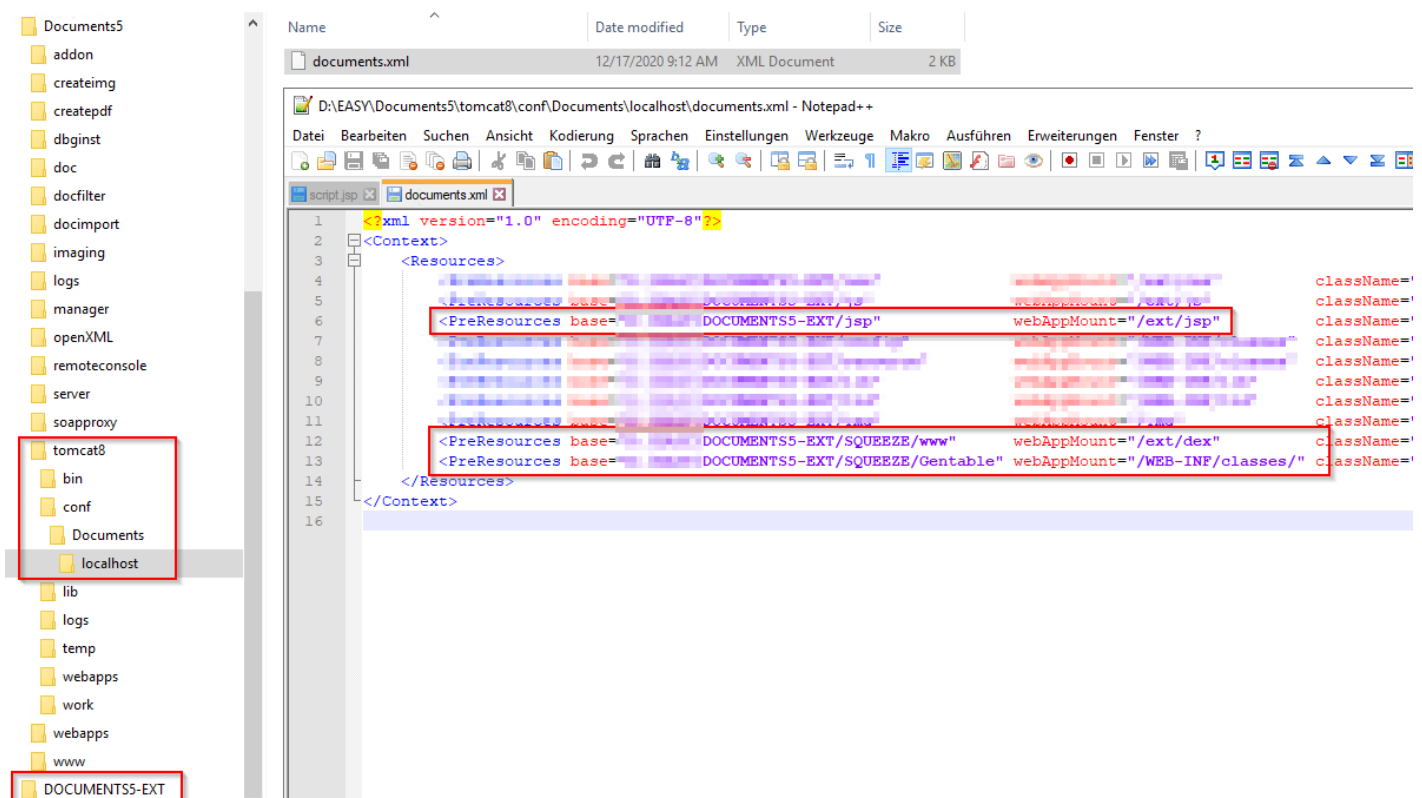 Documents5
addon
createimg
createpdf
dbginst
doc
docfilter
docimport
imaging
logs
manager
openXML
remoteconsole
server
soapproxy
tomcat8
bin
conf
Documents
localhost
lib
logs
temp
webapps
work
webapps
www
DOCUMENTS5-EXT
Name Date modified Type Size
documents.xml 12/17/2020 9:12 AM XML Document 2 KB
D:\EASY\Documents5\tomcat8\conf\Documents\localhost\documents.xml - Notepad++
Datei Bearbeiten Suchen Ansicht Kodierung Sprachen Einstellungen Werkzeuge Makro Ausführen Erweiterungen Fenster ?
script.jsp documents.xml
1 <?xml version="1.0" encoding="UTF-8"?>
2 <Context>
3 <Resources>
4 className="
5 className="
6 <PreResources base= DOCUMENTS5-EXT/jsp" webAppMount="/ext/jsp" className="
7 className="
8 className="
9 className="
10 className="
11 className="
12 <PreResources base= DOCUMENTS5-EXT/SQUEEZE/www" webAppMount="/ext/dex" className="
13 <PreResources base= DOCUMENTS5-EXT/SQUEEZE/Gentable" webAppMount="/WEB-INF/classes/" className="
14 </Resources>
15 </Context>
16